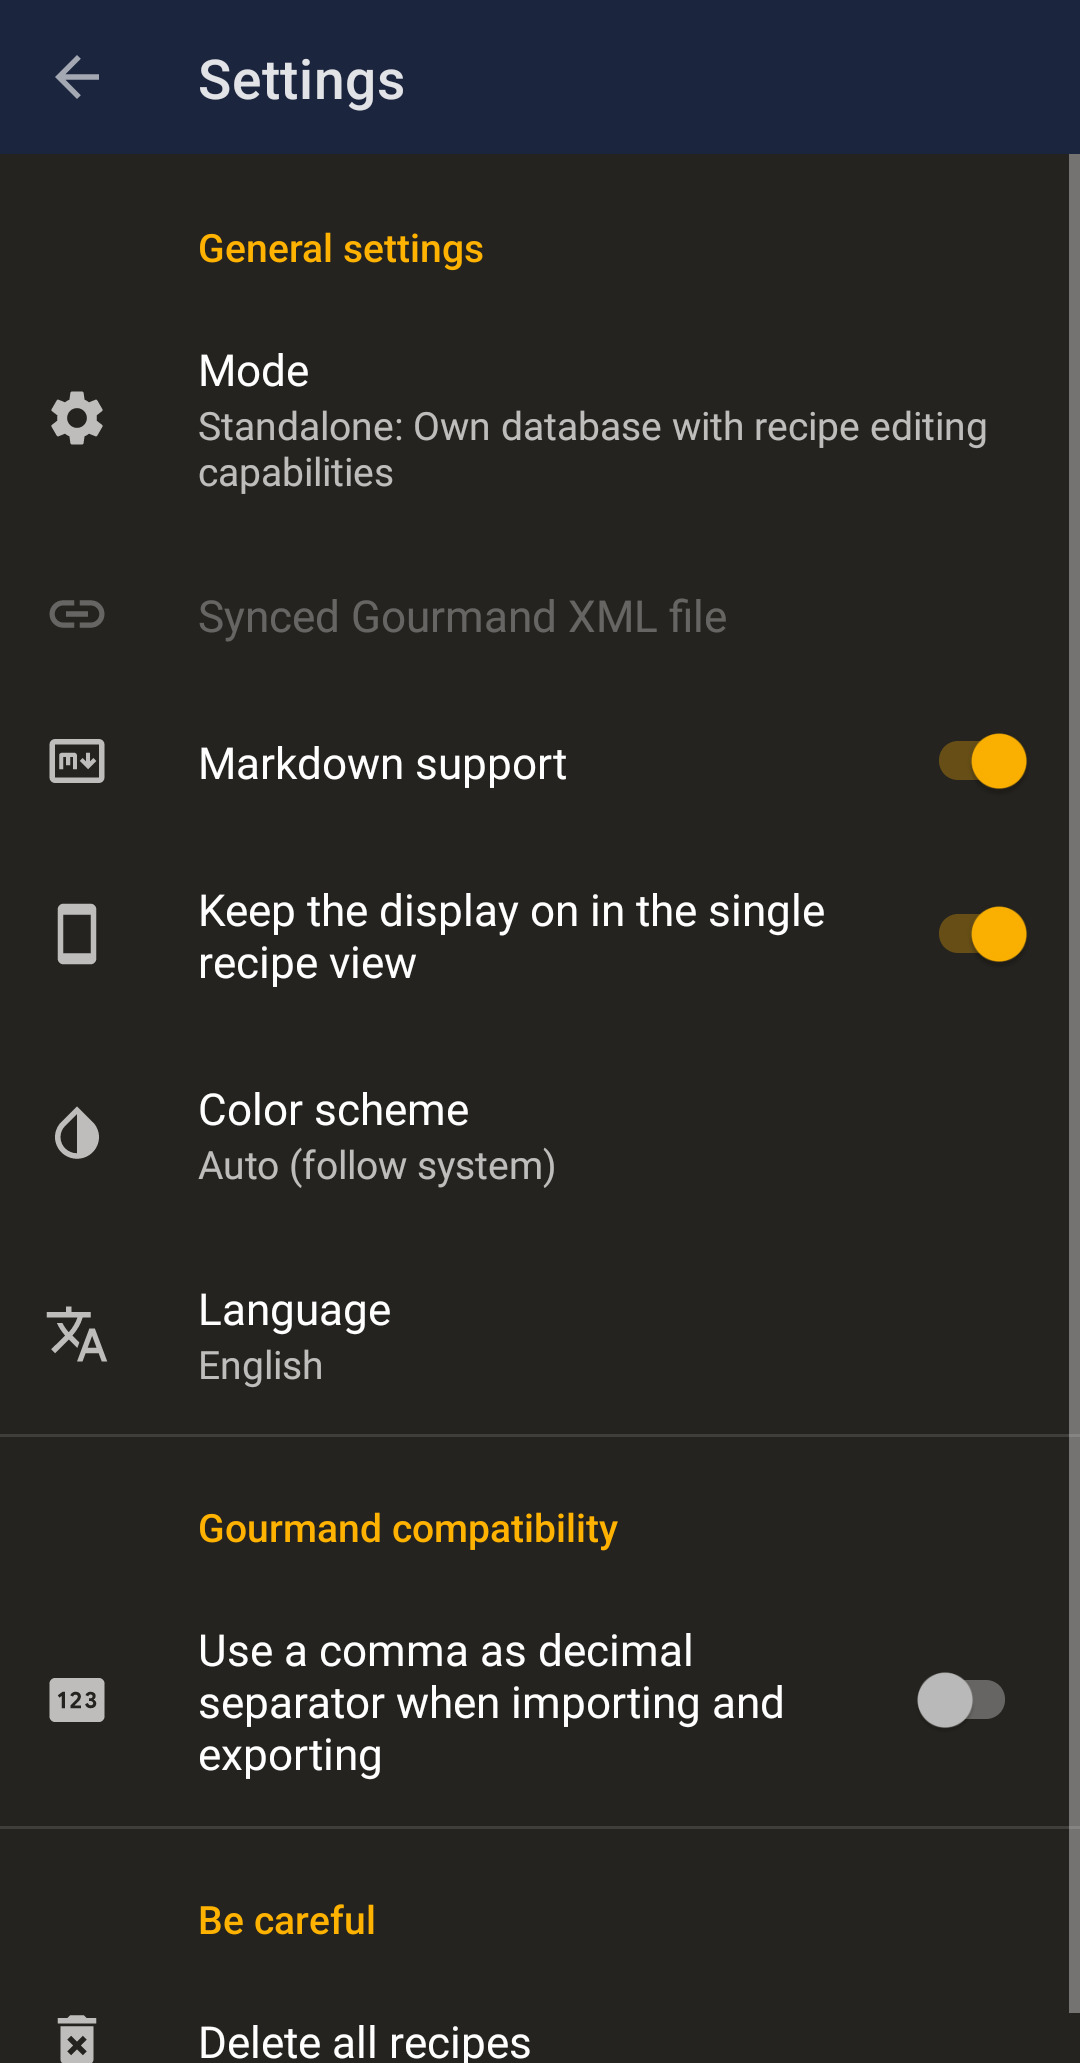 Settings
General settings
Mode
Standalone: Own database with recipe editing
capabilities
Synced Gourmand XML file
Markdown support
Keep the display on in the single
recipe view
Color scheme
Auto (follow system)
Language
English
Gourmand compatibility
Use a comma as decimal
separator when importing and
exporting
123
Be careful
Delete all recipes